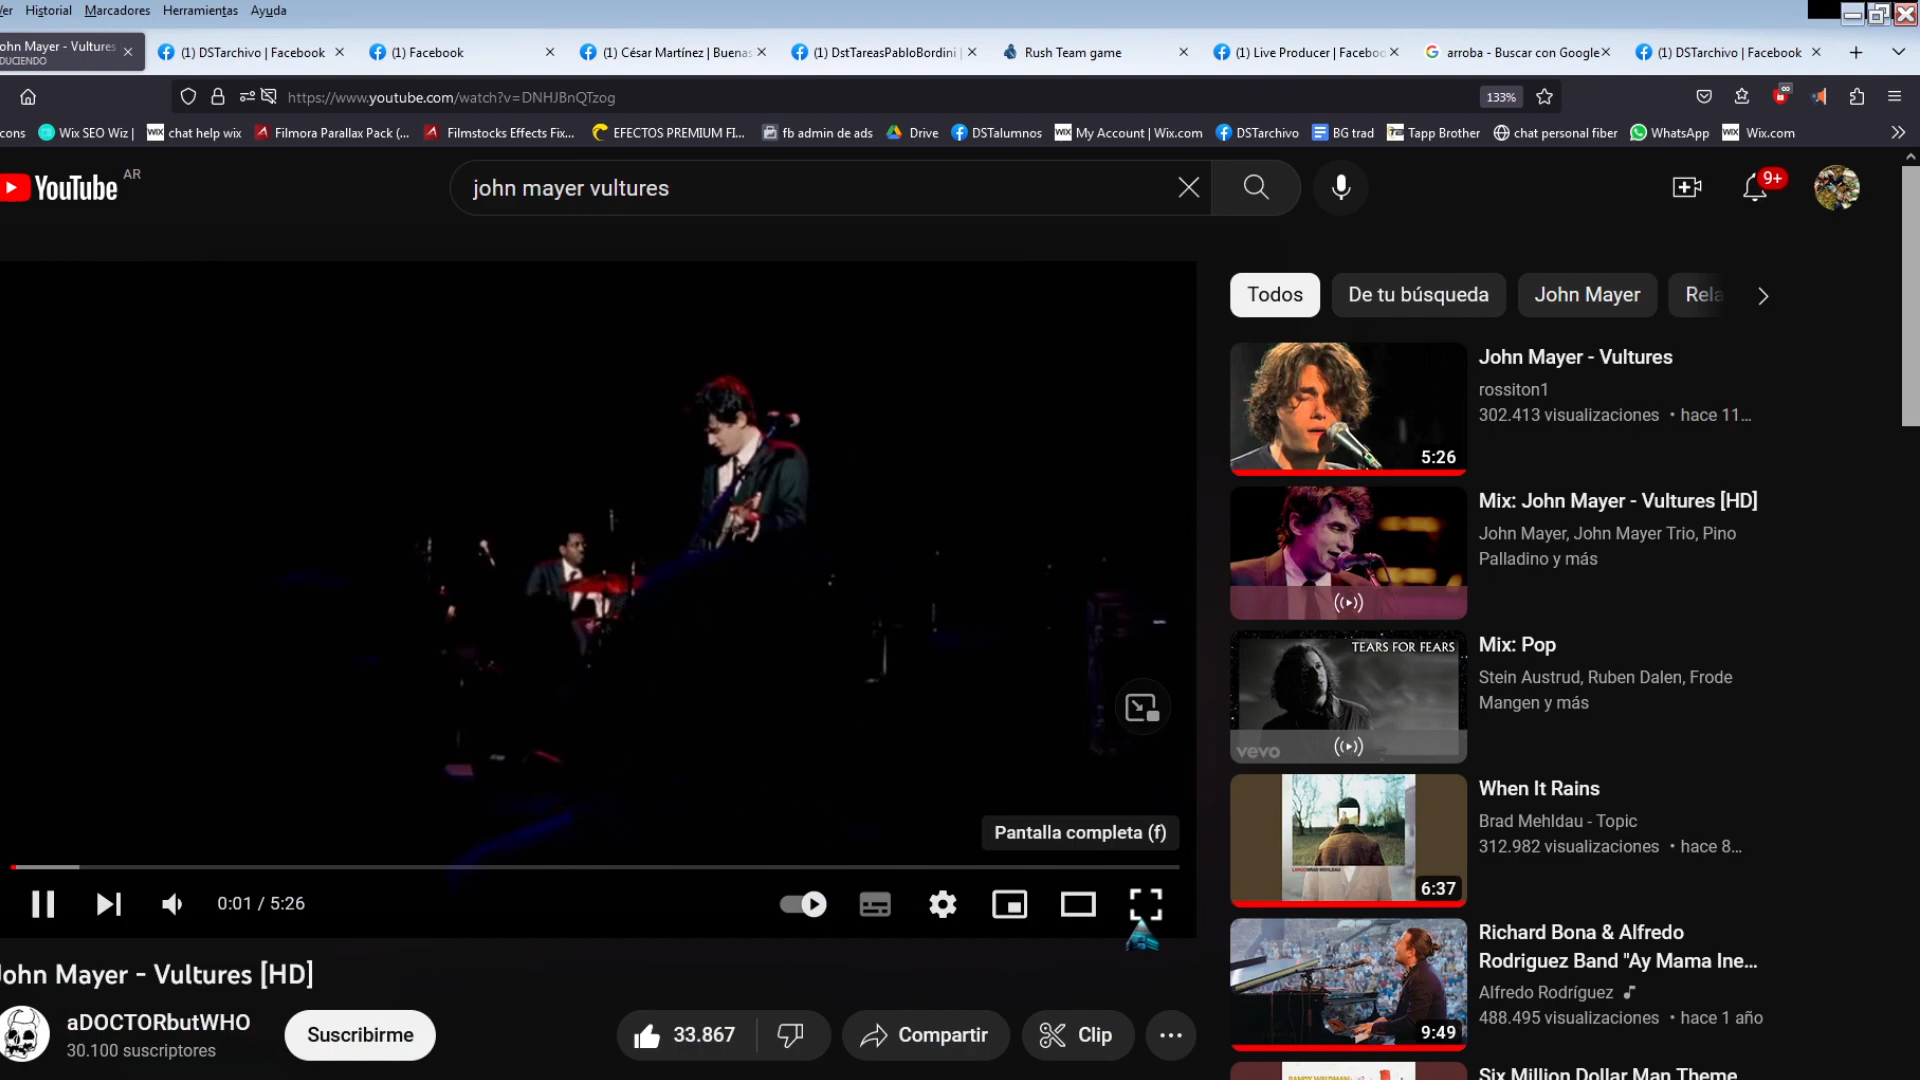 Historial Marcadores Herramientas Ayuda
ohn Mayer - Vultures
DUCIENDO
(1) DSTarchivo | Facebook
(1) Facebook
(1) César Martínez | Buenas
(1) DstTareasPabloBordini |
Rush Team game
(1) Live Producer | Faceboo
arroba - Buscar con Google
(1) DSTarchivo | Facebook
https://www.youtube.com/watch?v=DNHJBnQTzog
133%
cons
Wix SEO Wiz |
WIX chat help wix
Filmora Parallax Pack (...
Filmstocks Effects Fix...
EFECTOS PREMIUM FI...
fb admin de ads
Drive
DSTalumnos
WIX My Account | Wix.com
DSTarchivo
BG trad
Tapp Brother
chat personal fiber
WhatsApp
WIX Wix.com
YouTube AR
john mayer vultures
9+
Todos
De tu búsqueda
John Mayer
Rela
John Mayer - Vultures
rossiton1
302.413 visualizaciones • hace 11...
5:26
Mix: John Mayer - Vultures [HD]
John Mayer, John Mayer Trio, Pino
Palladino y más
TEARS FOR FEARS
vevo
Mix: Pop
Stein Austrud, Ruben Dalen, Frode
Mangen y más
When It Rains
Brad Mehldau - Topic
312.982 visualizaciones • hace 8...
6:37
Richard Bona & Alfredo
Rodriguez Band "Ay Mama Ine...
Alfredo Rodríguez
488.495 visualizaciones • hace 1 año
9:49
Six Million Dollar Man Theme
Pantalla completa (f)
0:01 / 5:26
John Mayer - Vultures [HD]
aDOCTORbutWHO
30.100 suscriptores
Suscribirme
33.867
Compartir
Clip